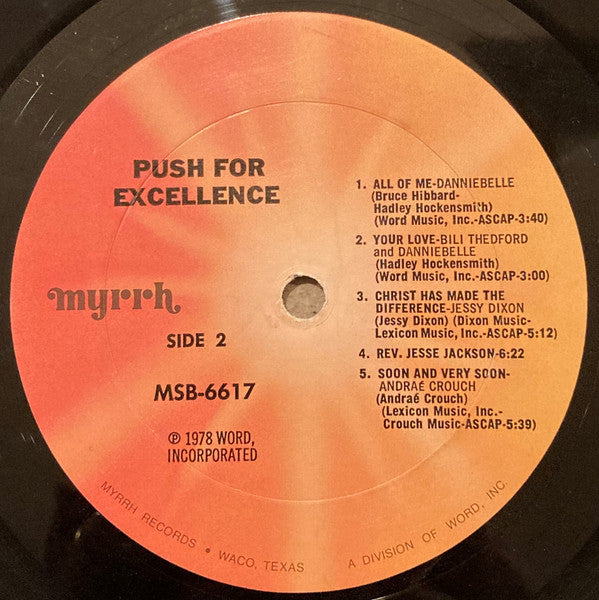 PUSH FOR
EXCELLENCE
myrrh
SIDE 2
MSB-6617
℗ 1978 WORD,
INCORPORATED
1. ALL OF ME-DANNIEBELLE
(Bruce Hibbard-
Hadley Hockensmith)
(Word Music, Inc.-ASCAP-3:40)
2. YOUR LOVE-BILI THEDFORD
and DANNIEBELLE
(Hadley Hockensmith)
(Word Music, Inc.-ASCAP-3:00)
3. CHRIST HAS MADE THE
DIFFERENCE-JESSY DIXON
(Jessy Dixon) (Dixon Music-
Lexicon Music, Inc.-ASCAP-5:12)
4. REV. JESSE JACKSON-6:22
5. SOON AND VERY SOON-
ANDRAÉ CROUCH
(Andraé Crouch)
(Lexicon Music, Inc.-
Crouch Music-ASCAP-5:39)
MYRRH RECORDS • WACO, TEXAS A DIVISION OF WORD, INC.